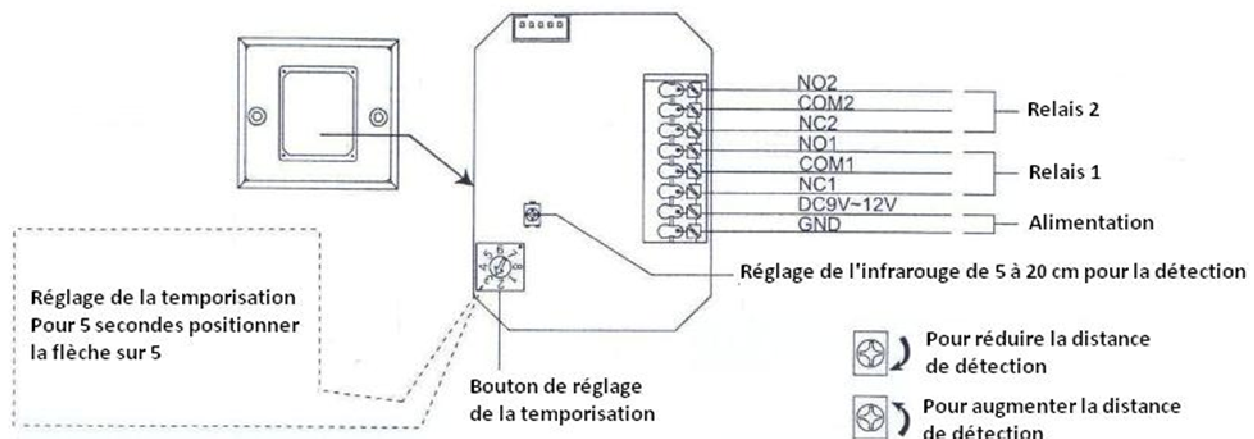 NO2
COM2
NC2
Relais 2
NO1
COM1
NC1
Relais 1
DC9V~12V
GND
Alimentation
Réglage de l'infrarouge de 5 à 20 cm pour la détection
Réglage de la temporisation
Pour 5 secondes positionner
la flèche sur 5
Bouton de réglage
de la temporisation
Pour réduire la distance
de détection
Pour augmenter la distance
de détection